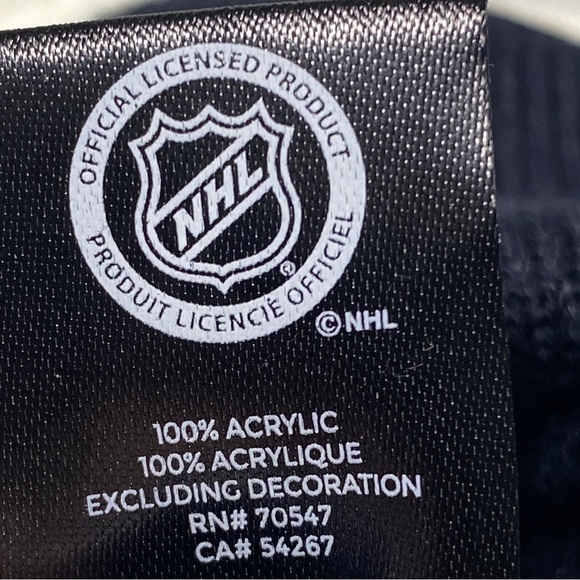 OFFICIAL LICENSED PRODUCT
NHL
®
PRODUIT LICENCIÉ OFFICIEL
© NHL
100% ACRYLIC
100% ACRYLIQUE
EXCLUDING DECORATION
RN# 70547
CA# 54267